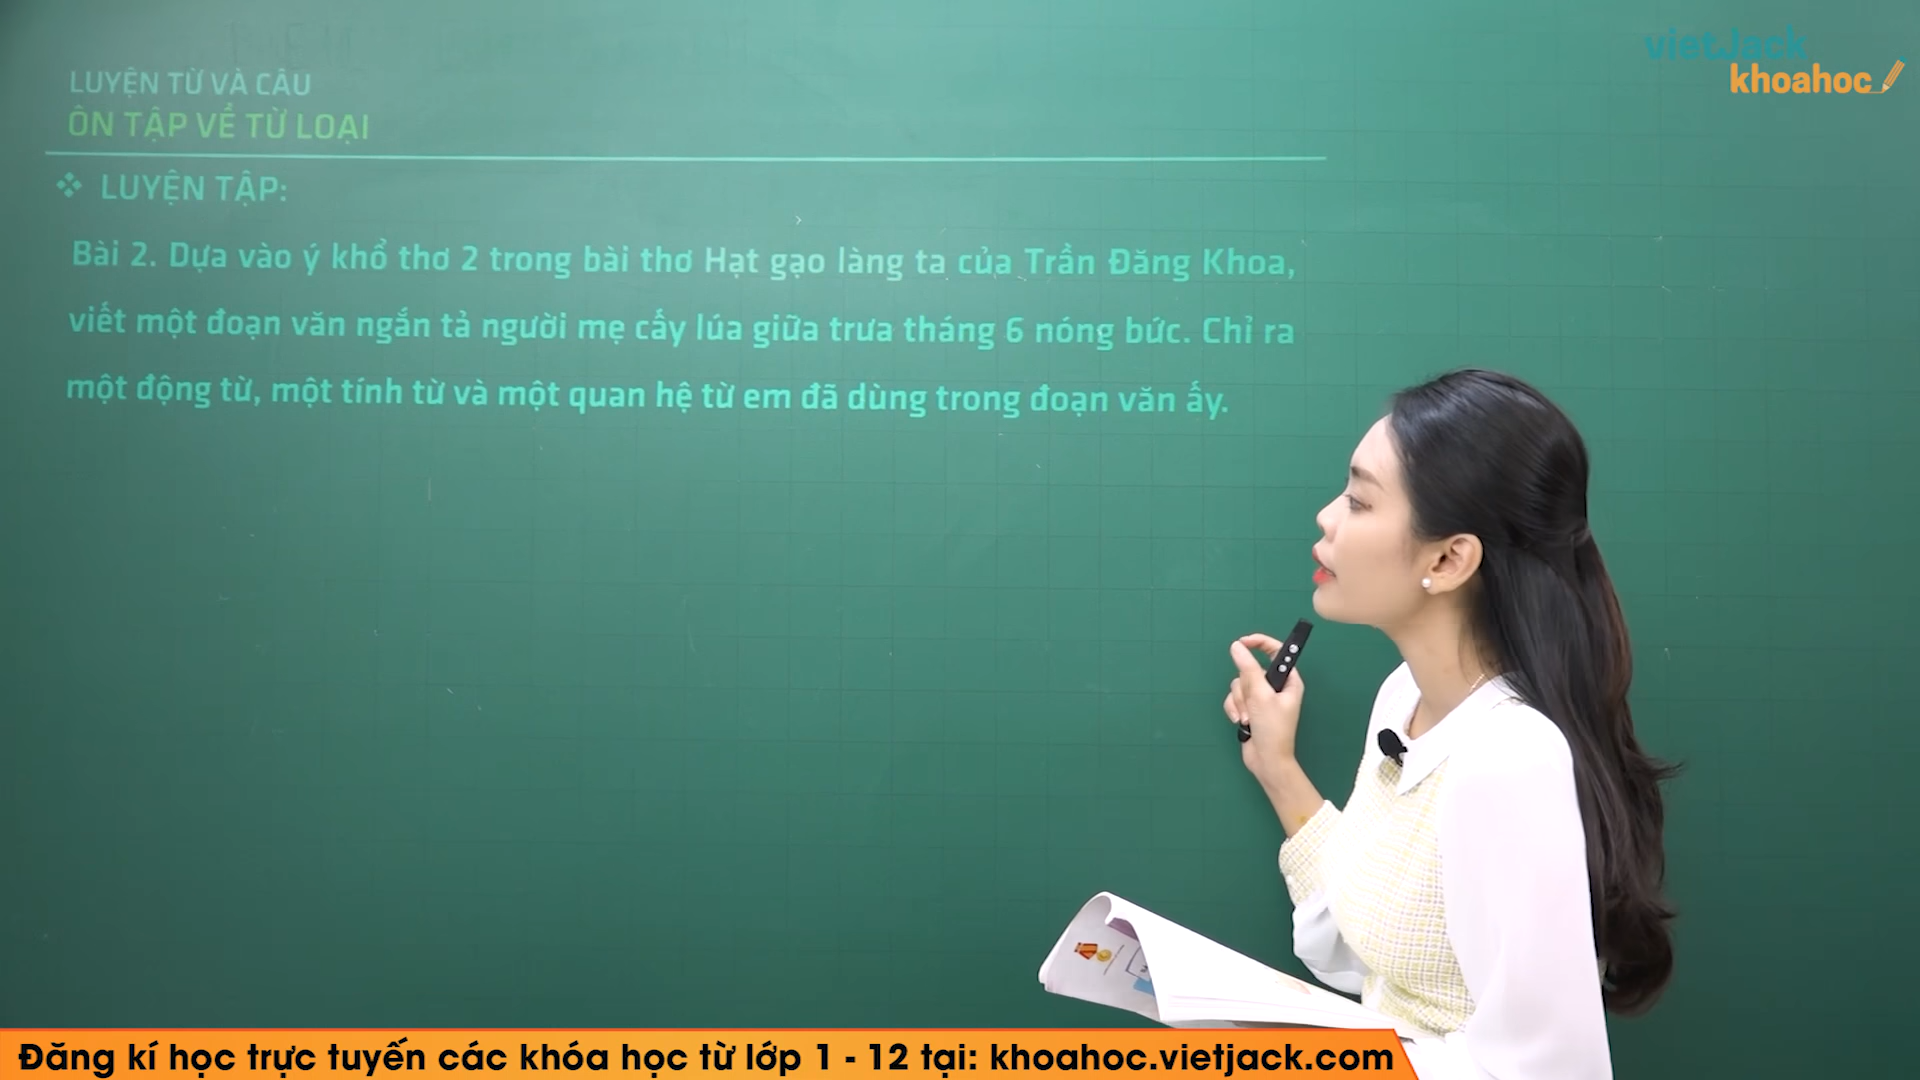 vietJack
khoahoc
LUYỆN TỪ VÀ CÂU
ÔN TẬP VỀ TỪ LOẠI
LUYỆN TẬP:
Bài 2. Dựa vào ý khổ thơ 2 trong bài thơ Hạt gạo làng ta của Trần Đăng Khoa,
viết một đoạn văn ngắn tả người mẹ cấy lúa giữa trưa tháng 6 nóng bức. Chỉ ra
một động từ, một tính từ và một quan hệ từ em đã dùng trong đoạn văn ấy.
Đăng kí học trực tuyến các khóa học từ lớp 1 - 12 tại: khoahoc.vietjack.com